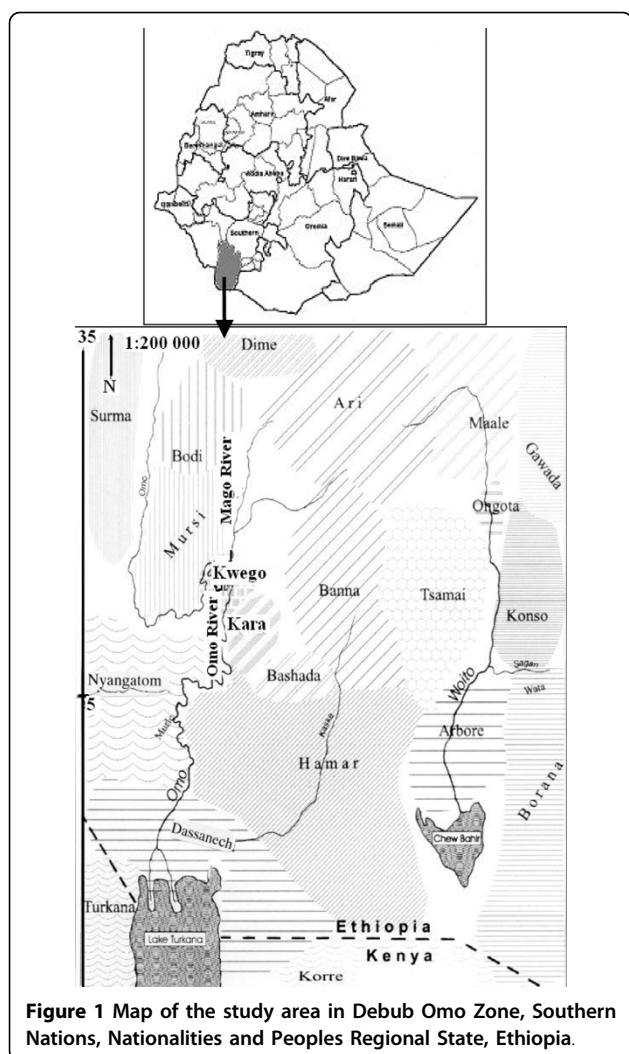 Tigray
Afar
Amhara
Dire Dawa
Harari
Addis Ababa
Gambella
Oromia
Somali
Southern
35
1:200 000
N
Dime
Surma
Ari
Maale
Gawada
Bodi
Omo
Mago River
Mursi
Ongota
Kwego
Banna
Tsamai
Konso
Omo River
Kara
Bashada
Nyangatom
5
Woito
Sagan
Wata
Kaske
Arbore
Hamar
Omo
Borana
Dassanech
Chew Bahir
Turkana
Lake Turkana
Ethiopia
Kenya
Korre
Figure 1 Map of the study area in Debub Omo Zone, Southern
Nations, Nationalities and Peoples Regional State, Ethiopia.